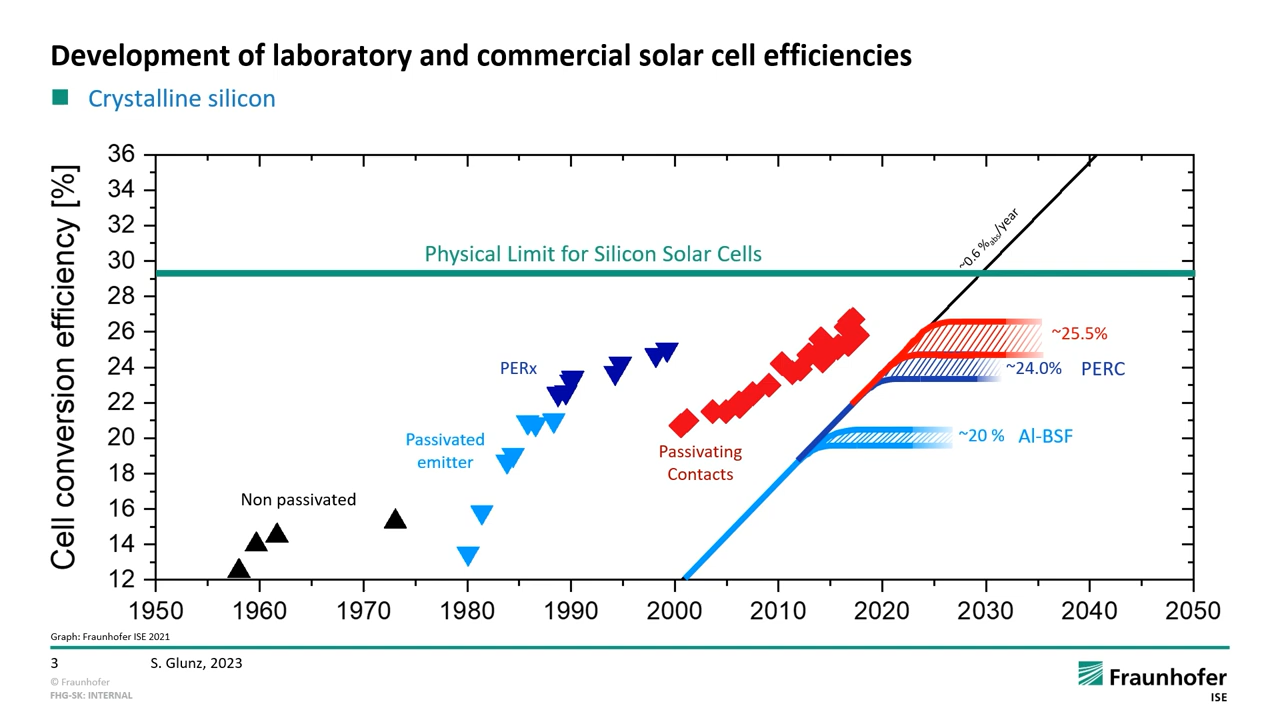 Development of laboratory and commercial solar cell efficiencies
Crystalline silicon
Cell conversion efficiency [%]
36
34
32
30
28
26
24
22
20
18
16
14
12
1950 1960 1970 1980 1990 2000 2010 2020 2030 2040 2050
Physical Limit for Silicon Solar Cells
~0.6 %abs/year
~25.5%
PERx
~24.0% PERC
Passivated
emitter
~20 % Al-BSF
Passivating
Contacts
Non passivated
Graph: Fraunhofer ISE 2021
3 S. Glunz, 2023
© Fraunhofer
FHG-SK: INTERNAL
Fraunhofer
ISE